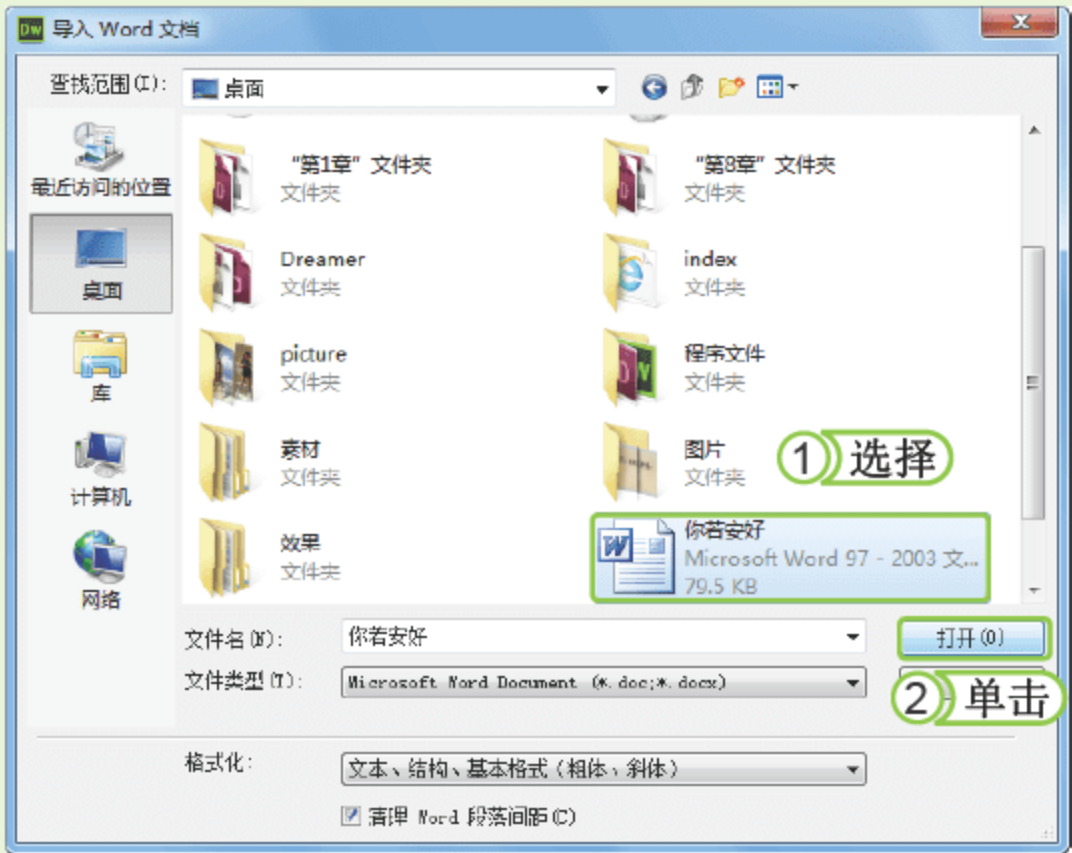 Dw 导入 Word 文档
查找范围(I): 桌面
最近访问的位置
桌面
库
计算机
网络
“第1章”文件夹
文件夹
“第8章”文件夹
文件夹
Dreamer
文件夹
index
文件夹
picture
文件夹
程序文件
文件夹
素材
文件夹
图片
文件夹
1 选择
效果
文件夹
你若安好
Microsoft Word 97 - 2003 文...
79.5 KB
文件名(N): 你若安好
打开(O)
文件类型(T): Microsoft Word Document (*.doc;*.docx)
2 单击
格式化: 文本、结构、基本格式(粗体、斜体)
清理 Word 段落间距(C)